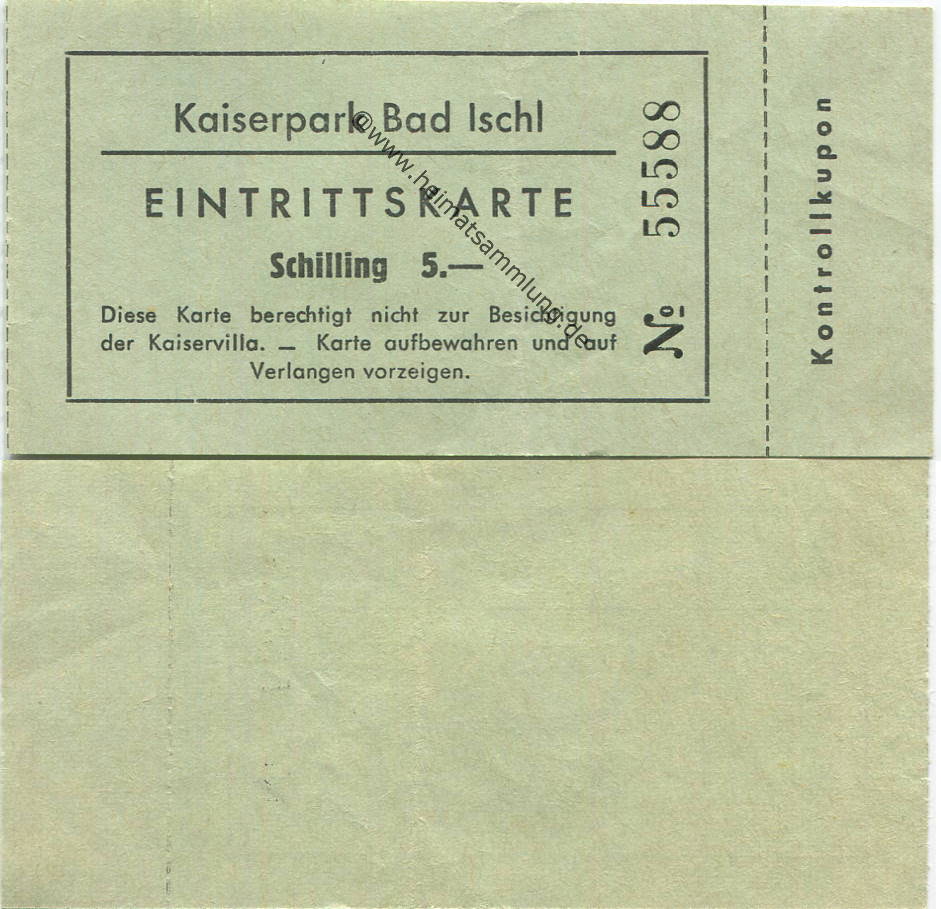 Kaiserpark Bad Ischl
EINTRITTSKARTE
Schilling 5.—
Diese Karte berechtigt nicht zur Besichtigung
der Kaiservilla. — Karte aufbewahren und auf
Verlangen vorzeigen.
№ 55588
Kontrollkupon
@www.heimatsammlung.de